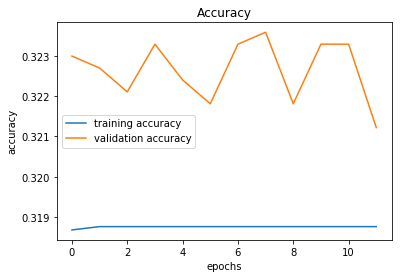 Accuracy
0.323
0.322
0.321
0.320
0.319
accuracy
training accuracy
validation accuracy
0 2 4 6 8 10
epochs